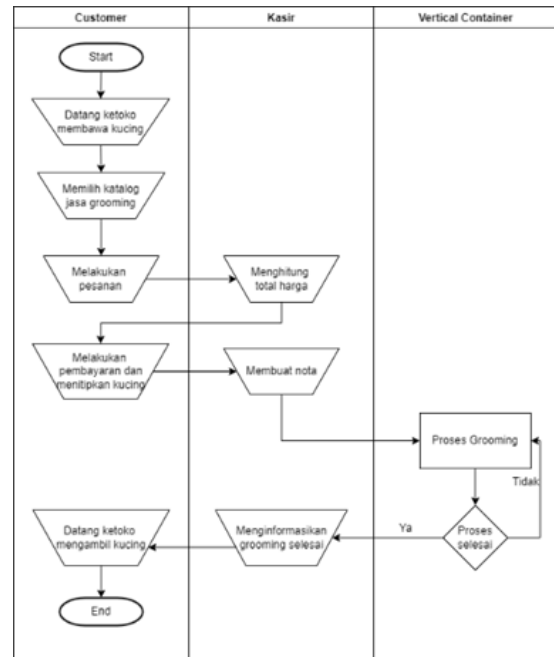 Customer
Kasir
Vertical Container
Start
Datang ketoko
membawa kucing
Memilih katalog
jasa grooming
Melakukan
pesanan
Menghitung
total harga
Melakukan
pembayaran dan
menitipkan kucing
Membuat nota
Proses Grooming
Tidak
Datang ketoko
mengambil kucing
Menginformasikan
grooming selesai
Ya
Proses
selesai
End